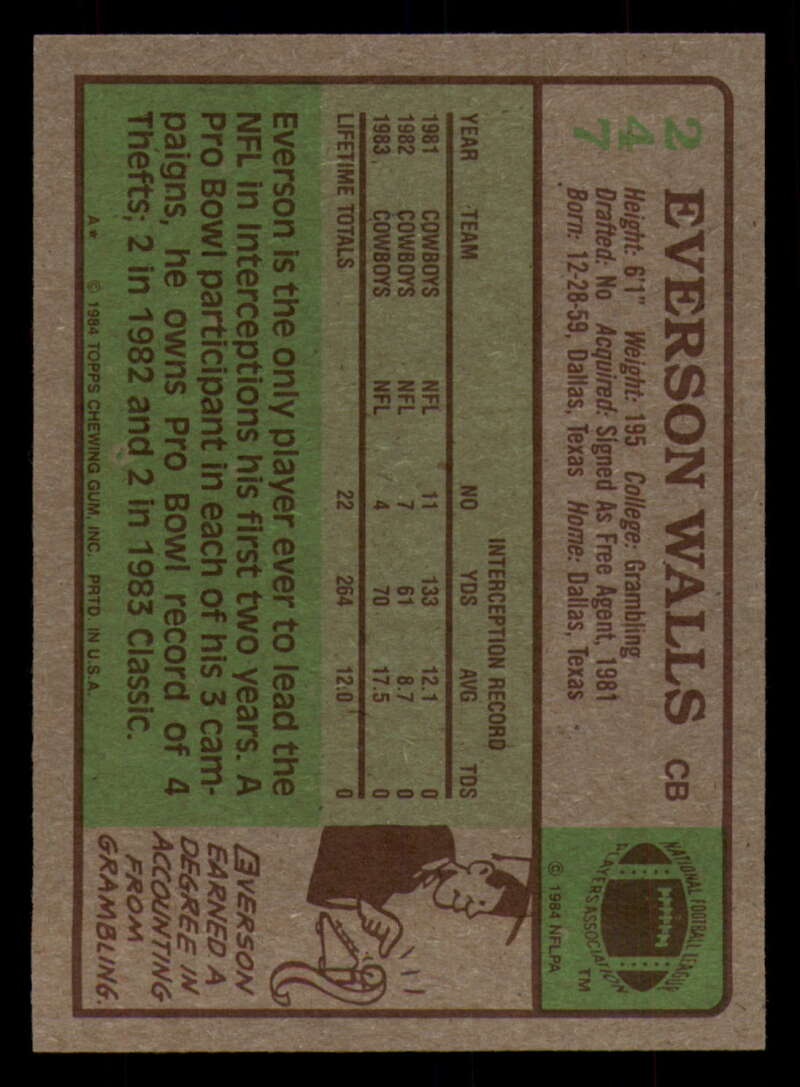 247
EVERSON WALLS CB
Height: 6'1" Weight: 195 College: Grambling
Drafted: No Acquired: Signed As Free Agent, 1981
Born: 12-28-59, Dallas, Texas Home: Dallas, Texas
NATIONAL FOOTBALL LEAGUE
PLAYERS ASSOCIATION
TM
© 1984 NFLPA
INTERCEPTION RECORD
YEAR TEAM NO YDS AVG TDS
1981 COWBOYS NFL 11 133 12.1 0
1982 COWBOYS NFL 7 61 8.7 0
1983 COWBOYS NFL 4 70 17.5 0
LIFETIME TOTALS 22 264 12.0 0
Everson is the only player ever to lead the
NFL in Interceptions his first two years. A
Pro Bowl participant in each of his 3 cam-
paigns, he owns Pro Bowl record of 4
Thefts; 2 in 1982 and 2 in 1983 Classic.
A* © 1984 TOPPS CHEWING GUM, INC. PRTD. IN U.S.A.
EVERSON
EARNED A
DEGREE IN
ACCOUNTING
FROM
GRAMBLING.